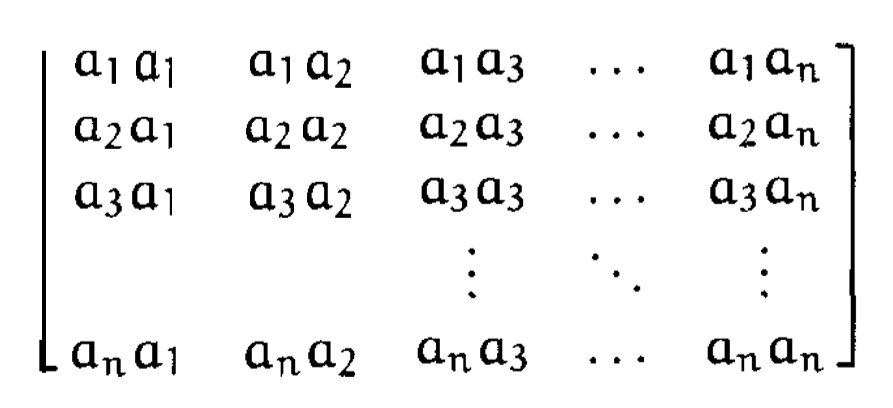 a₁a₁ a₁a₂ a₁a₃ … a₁aₙ
a₂a₁ a₂a₂ a₂a₃ … a₂aₙ
a₃a₁ a₃a₂ a₃a₃ … a₃aₙ
⋮ ⋱ ⋮
aₙa₁ aₙa₂ aₙa₃ … aₙaₙ